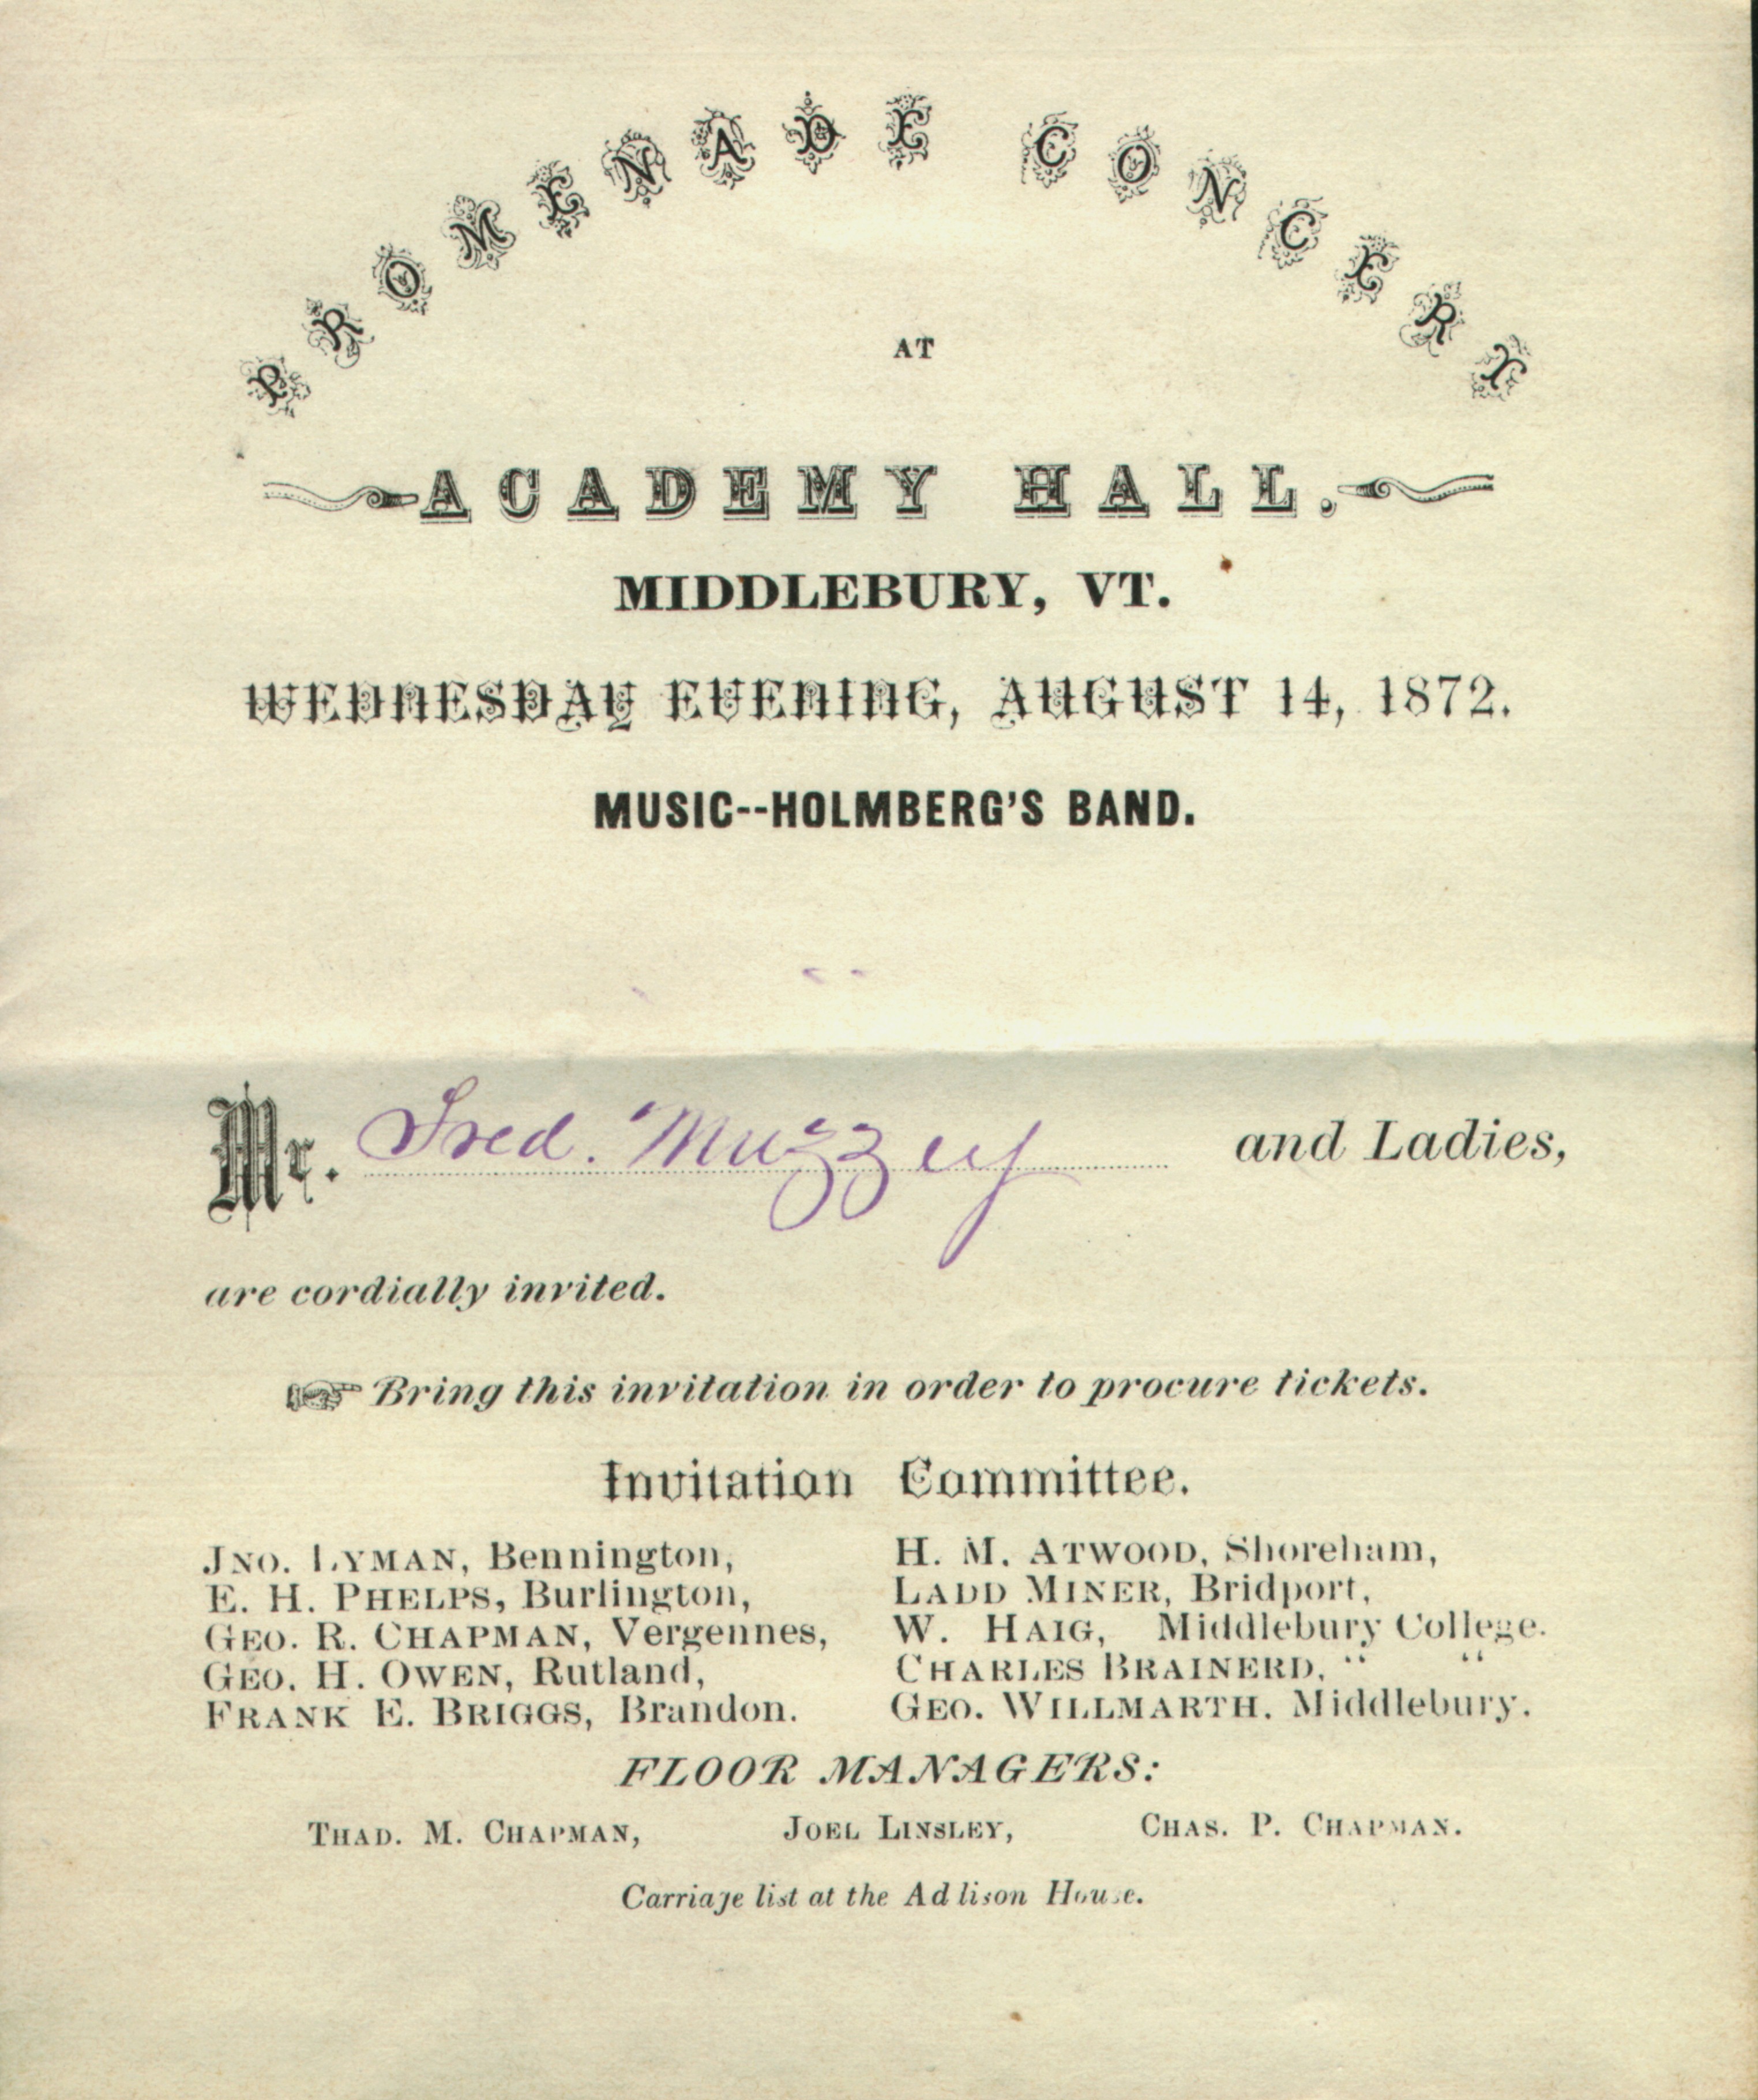 PROMENADE CONCERT
AT
ACADEMY HALL.
MIDDLEBURY, VT.
WEDNESDAY EVENING, AUGUST 14, 1872.
MUSIC--HOLMBERG'S BAND.
Mr. Fred. Muzzey and Ladies,
are cordially invited.
☞ Bring this invitation in order to procure tickets.
Invitation Committee.
JNO. LYMAN, Bennington,
E. H. PHELPS, Burlington,
GEO. R. CHAPMAN, Vergennes,
GEO. H. OWEN, Rutland,
FRANK E. BRIGGS, Brandon.
H. M. ATWOOD, Shoreham,
LADD MINER, Bridport,
W. HAIG, Middlebury College.
CHARLES BRAINERD, “ “
GEO. WILLMARTH. Middlebury.
FLOOR MANAGERS:
THAD. M. CHAPMAN, JOEL LINSLEY, CHAS. P. CHAPMAN.
Carriage list at the Addison House.